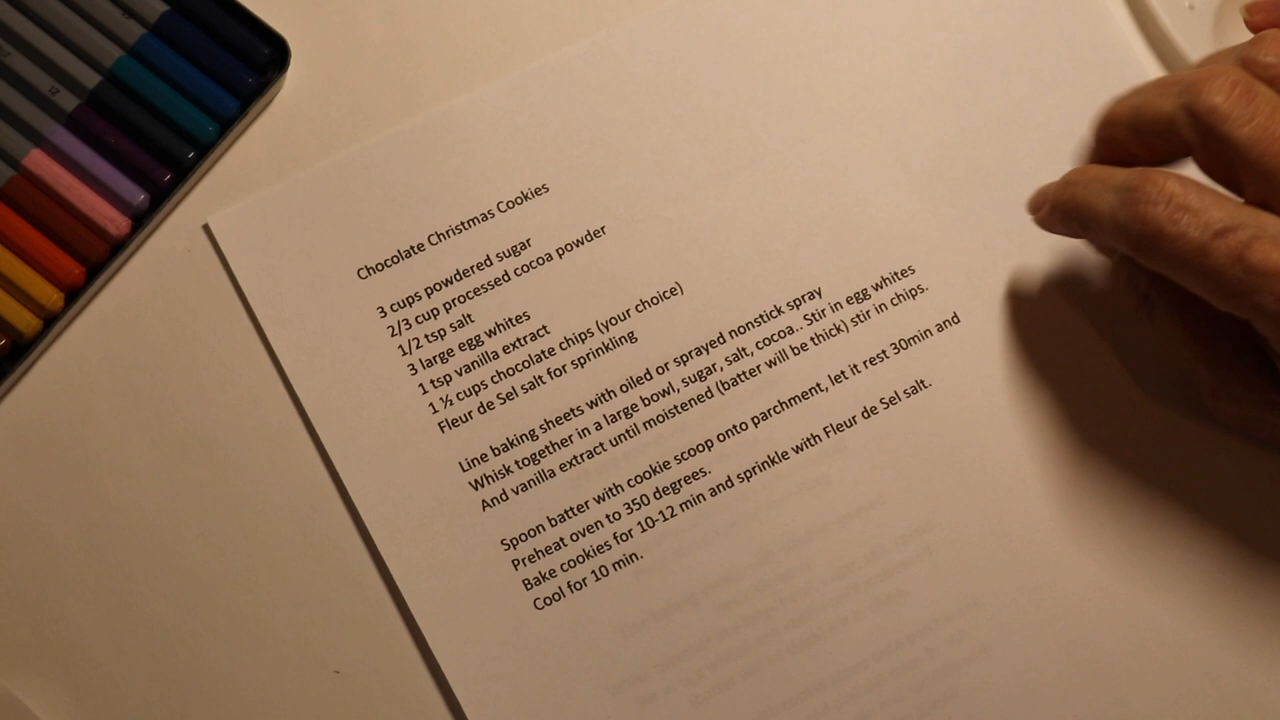 Chocolate Christmas Cookies
3 cups powdered sugar
2/3 cup processed cocoa powder
1/2 tsp salt
3 large egg whites
1 tsp vanilla extract
1 ½ cups chocolate chips (your choice)
Fleur de Sel salt for sprinkling
Line baking sheets with oiled or sprayed nonstick spray
Whisk together in a large bowl, sugar, salt, cocoa.. Stir in egg whites
And vanilla extract until moistened (batter will be thick) stir in chips.
Spoon batter with cookie scoop onto parchment, let it rest 30min and
Preheat oven to 350 degrees.
Bake cookies for 10-12 min and sprinkle with Fleur de Sel salt.
Cool for 10 min.